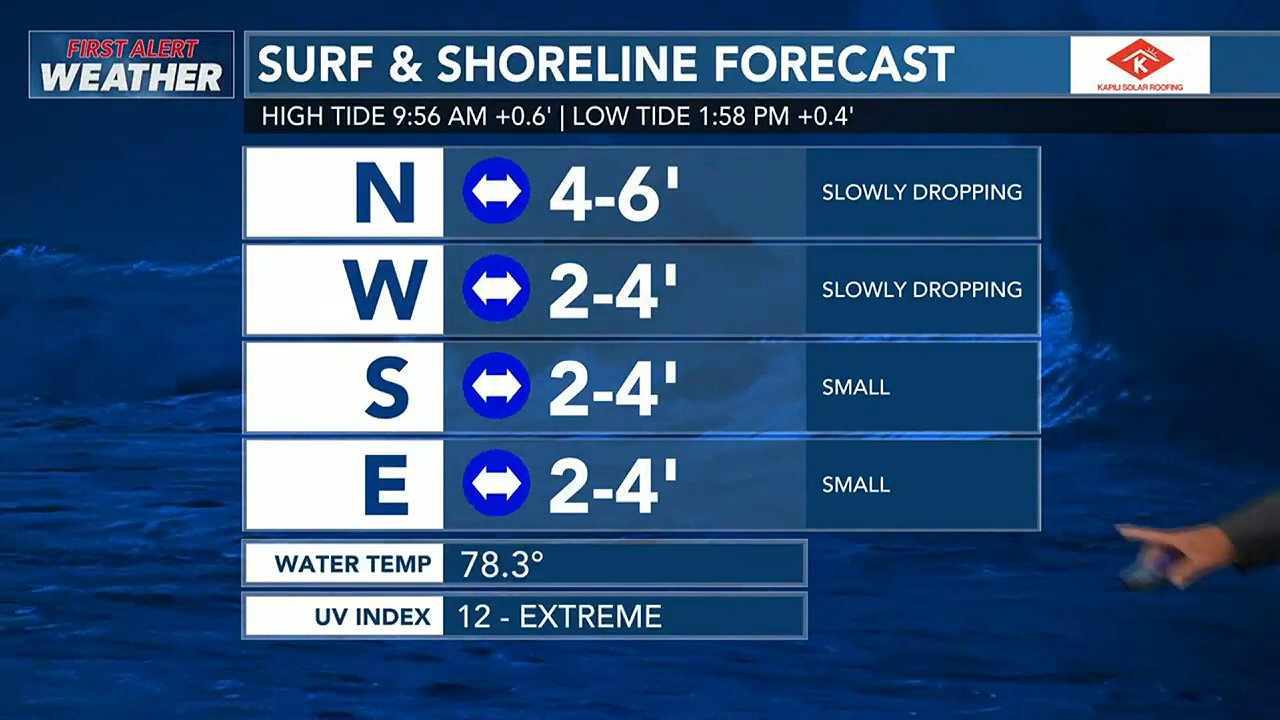 FIRST ALERT
WEATHER
SURF & SHORELINE FORECAST
K
KAPILI SOLAR ROOFING
HIGH TIDE 9:56 AM +0.6' | LOW TIDE 1:58 PM +0.4'
N 4-6' SLOWLY DROPPING
W 2-4' SLOWLY DROPPING
S 2-4' SMALL
E 2-4' SMALL
WATER TEMP 78.3°
UV INDEX 12 - EXTREME